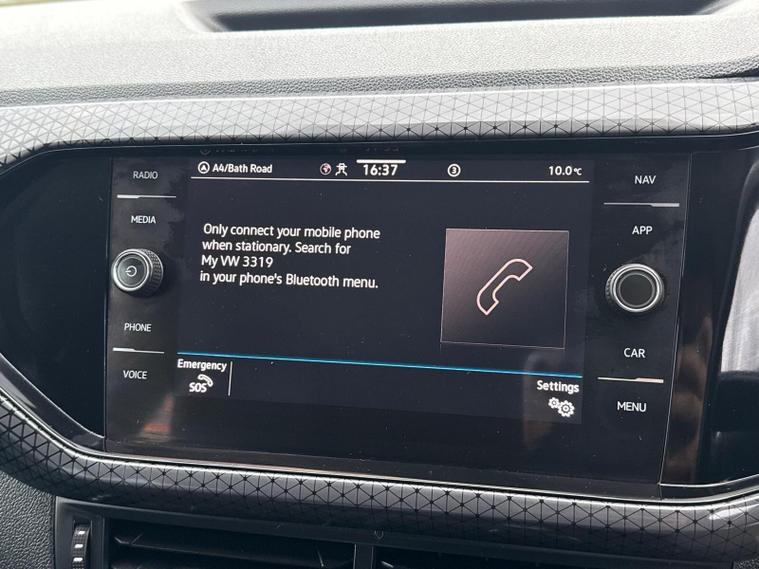 RADIO
MEDIA
PHONE
VOICE
A4/Bath Road
16:37
3
10.0°C
Only connect your mobile phone
when stationary. Search for
My VW 3319
in your phone's Bluetooth menu.
Emergency
SOS
Settings
NAV
APP
CAR
MENU